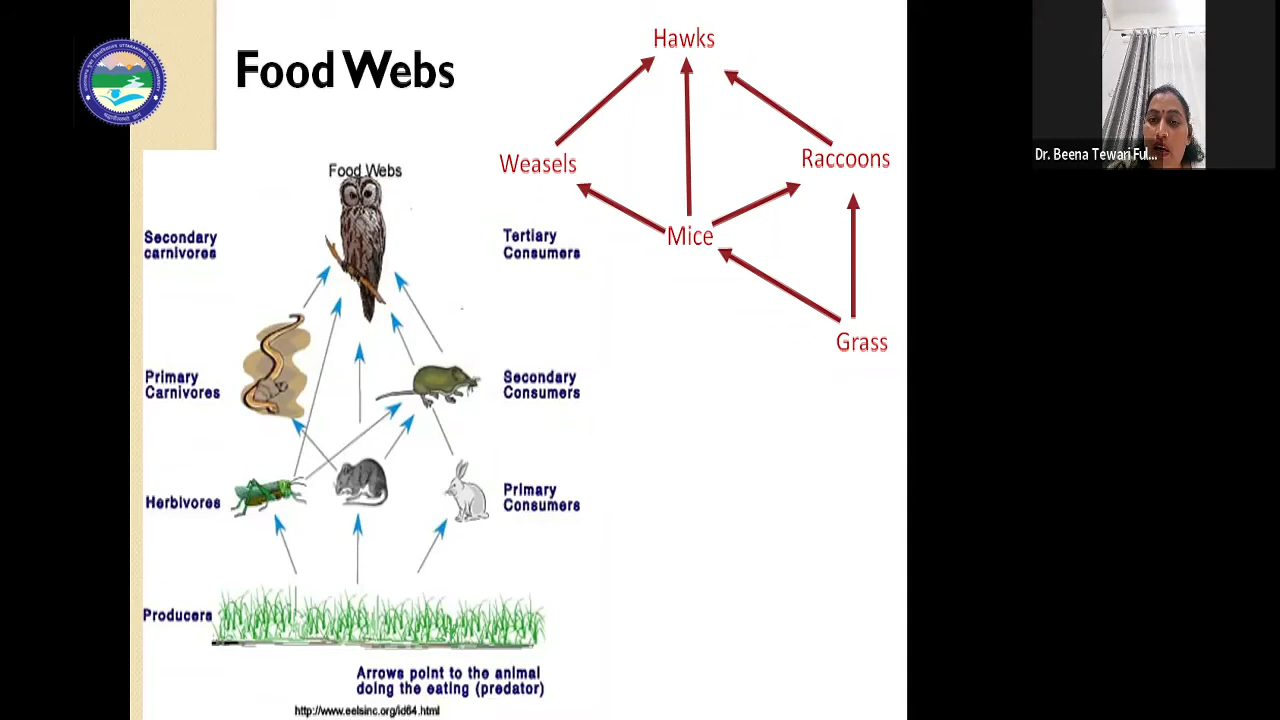 Food Webs
Hawks
Weasels
Raccoons
Mice
Grass
Food Webs
Secondary
carnivores
Tertiary
Consumers
Primary
Carnivores
Secondary
Consumers
Herbivores
Primary
Consumers
Producers
Arrows point to the animal
doing the eating (predator)
http://www.eelsinc.org/id64.html
Dr. Beena Tewari Ful...